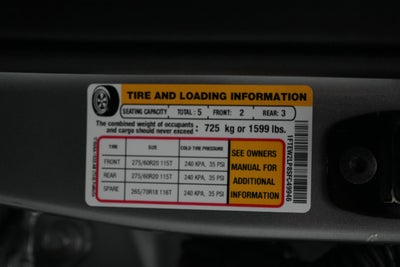 TIRE AND LOADING INFORMATION
SEATING CAPACITY TOTAL: 5 FRONT: 2 REAR: 3
The combined weight of occupants
and cargo should never exceed: 725 kg or 1599 lbs.
TIRE SIZE COLD TIRE PRESSURE
FRONT 275/60R20 115T 240 KPA, 35 PSI
REAR 275/60R20 115T 240 KPA, 35 PSI
SPARE 265/70R18 116T 240 KPA, 35 PSI
SEE OWNERS
MANUAL FOR
ADDITIONAL
INFORMATION
1FTEW2LP8SFC49946